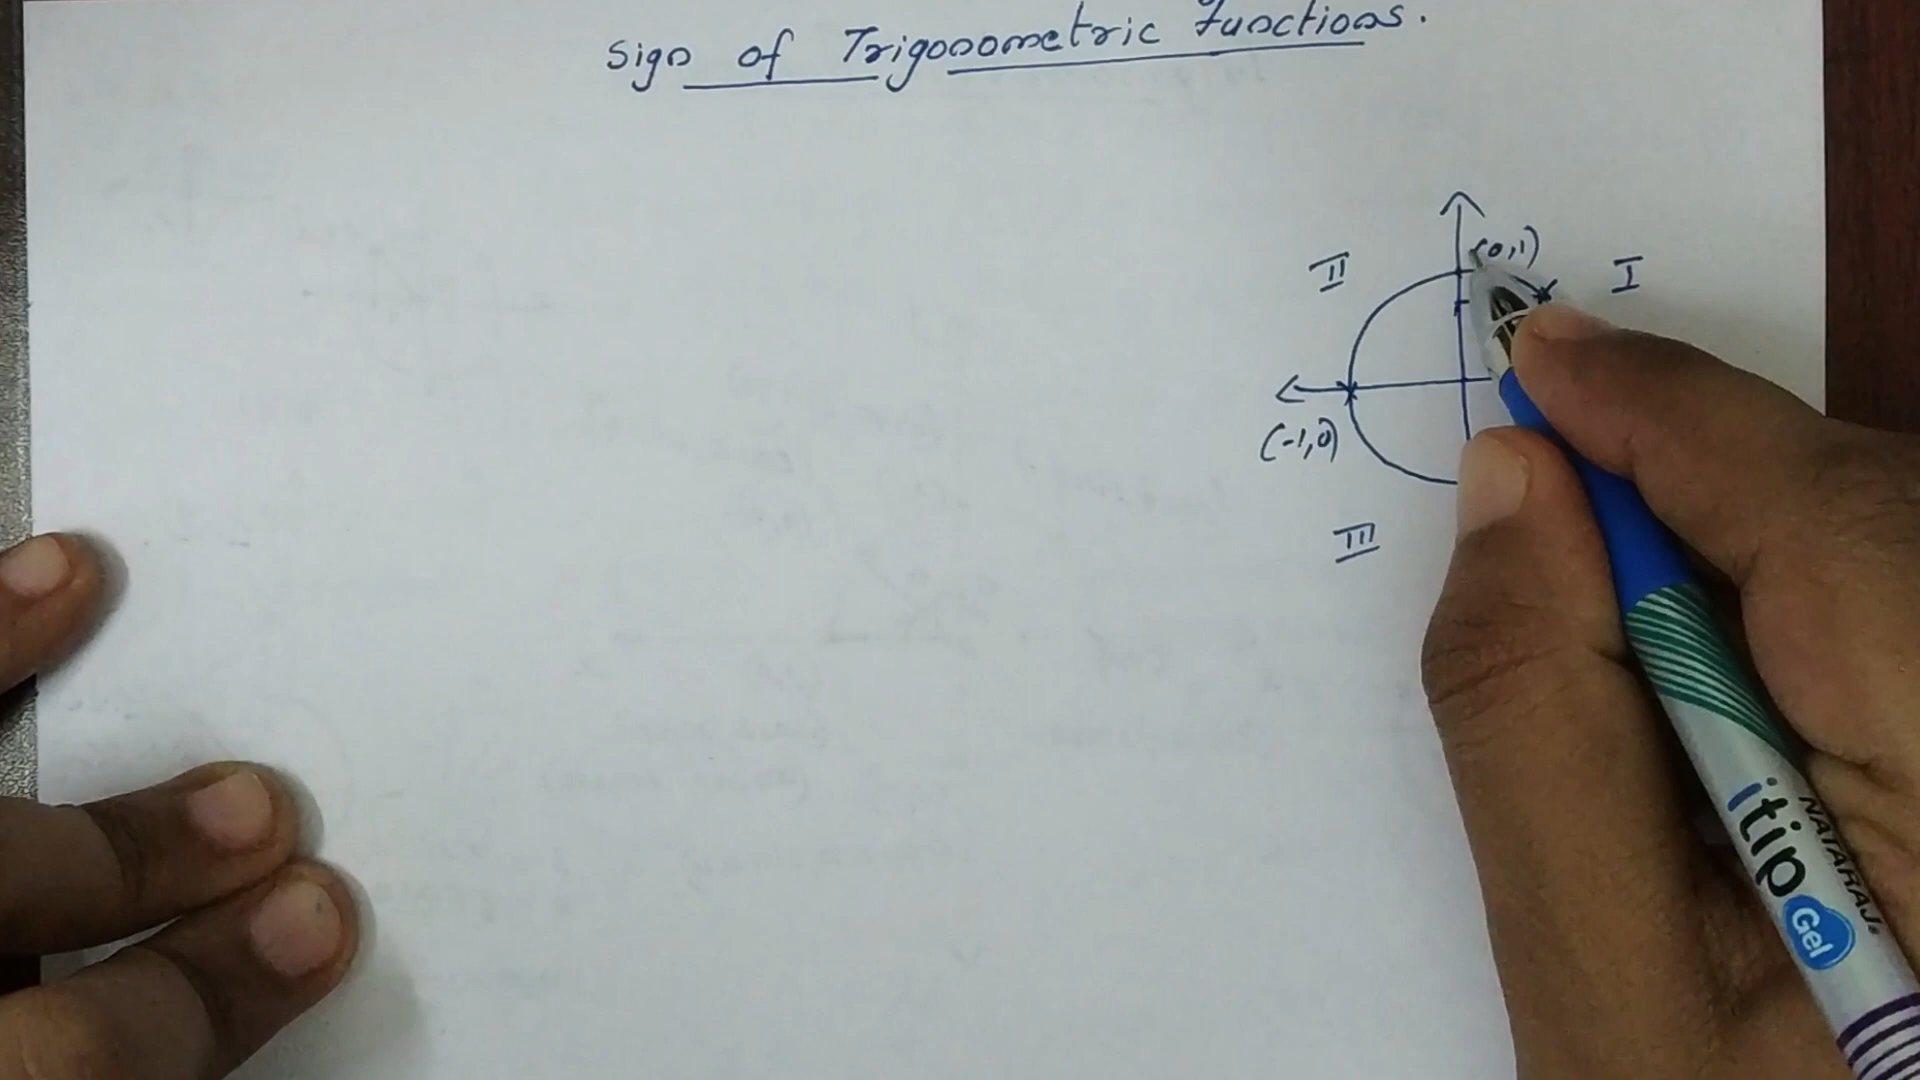 Sign of Trigonometric functions.
(0,1)
II
I
(-1,0)
III
NATARAJ
itip
Gel